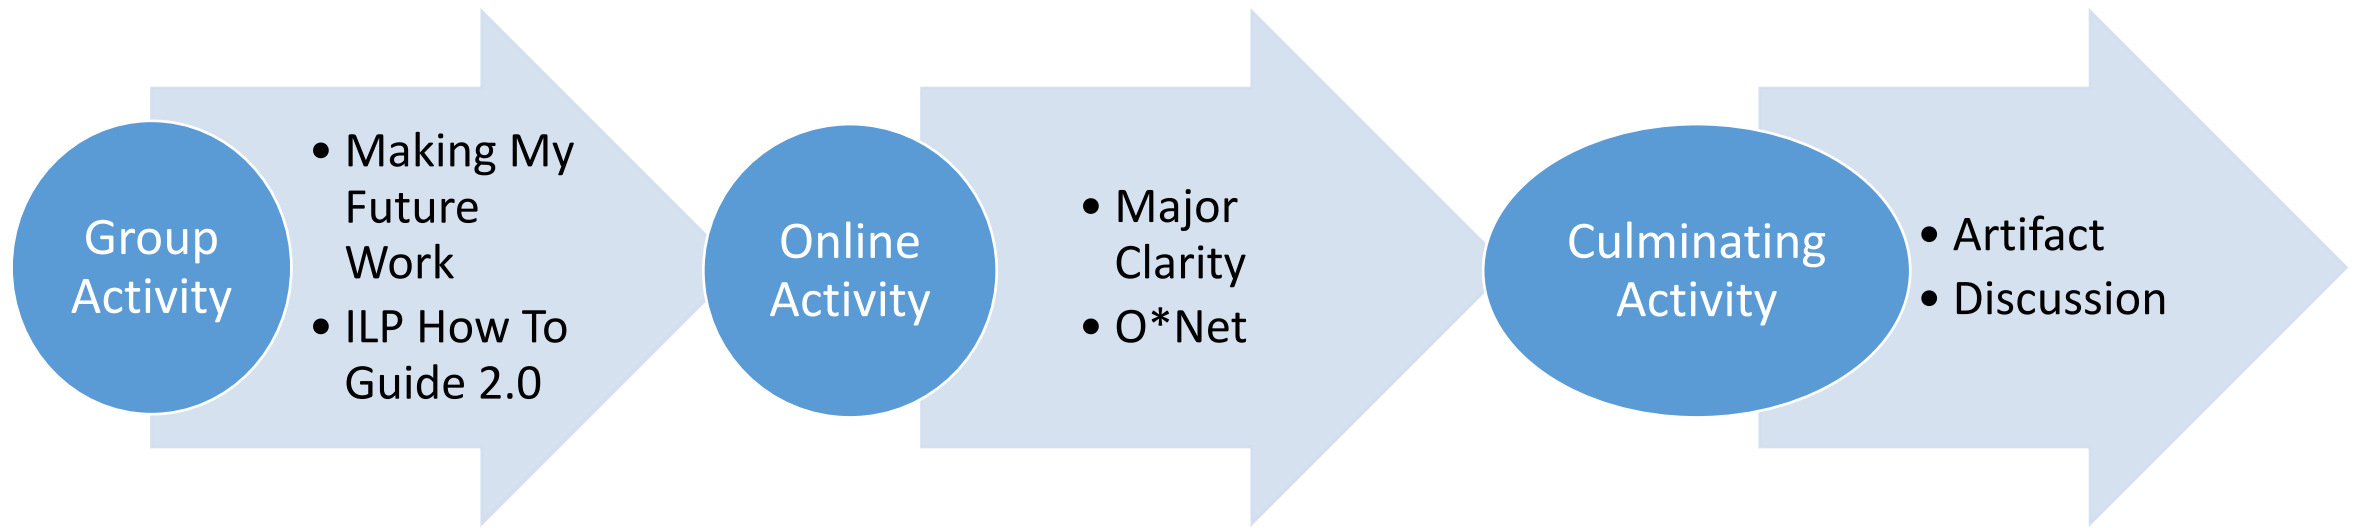 Group
Activity
• Making My
Future
Work
• ILP How To
Guide 2.0
Online
Activity
• Major
Clarity
• O*Net
Culminating
Activity
• Artifact
• Discussion